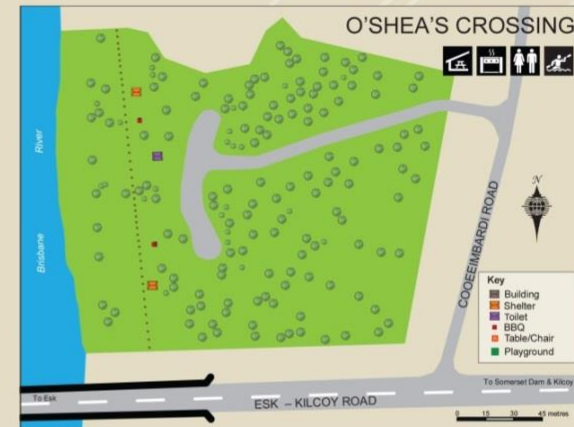 O'SHEA'S CROSSING
River
Brisbane
N
COOEEIMBARDI ROAD
Key
Building
Shelter
Toilet
BBQ
Table/Chair
Playground
To Somerset Dam & Kilcoy
To Esk
ESK – KILCOY ROAD
0 15 30 45 metres